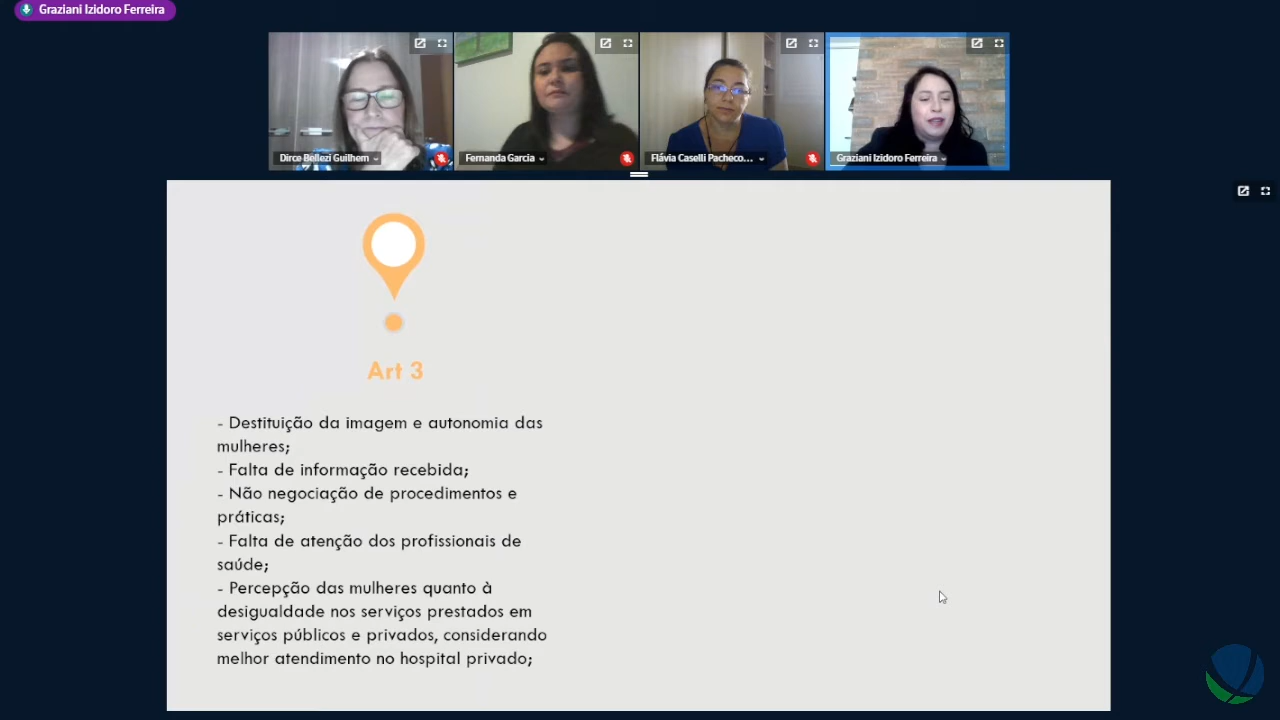 Graziani Izidoro Ferreira
Dirce Bellezi Guilhem
Fernanda Garcia
Flávia Caselli Pacheco...
Graziani Izidoro Ferreira
Art 3
- Destituição da imagem e autonomia das
mulheres;
- Falta de informação recebida;
- Não negociação de procedimentos e
práticas;
- Falta de atenção dos profissionais de
saúde;
- Percepção das mulheres quanto à
desigualdade nos serviços prestados em
serviços públicos e privados, considerando
melhor atendimento no hospital privado;